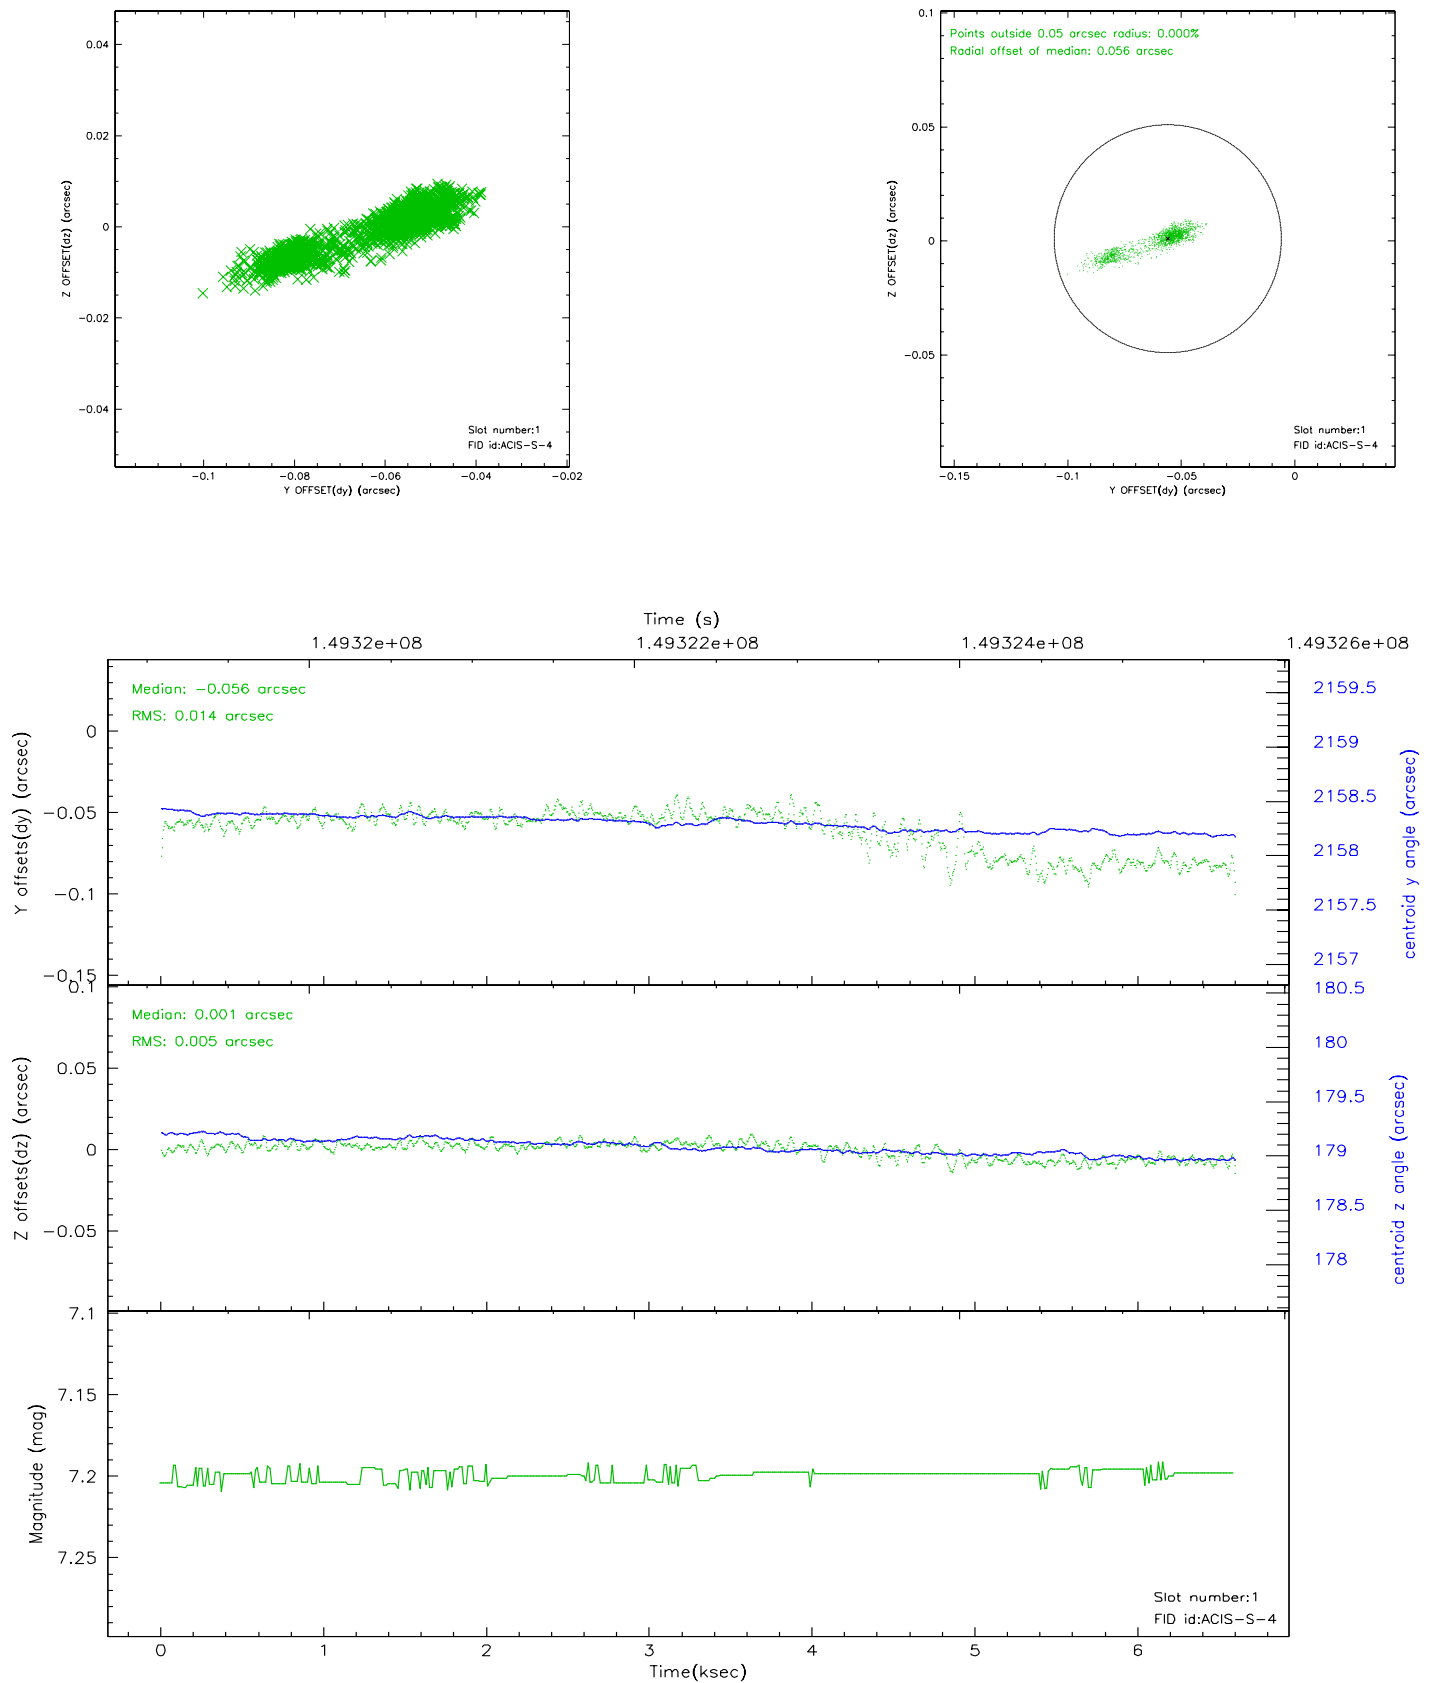 0.04
0.02
0
−0.02
−0.04
Z OFFSET(dz) (arcsec)
Slot number:1
FID id:ACIS−S−4
−0.1
−0.08
−0.06
−0.04
−0.02
Y OFFSET(dy) (arcsec)
0.1
0.05
0
−0.05
Z OFFSET(dz) (arcsec)
Points outside 0.05 arcsec radius: 0.000%
Radial offset of median: 0.056 arcsec
Slot number:1
FID id:ACIS−S−4
−0.15
−0.1
−0.05
0
Y OFFSET(dy) (arcsec)
Time (s)
1.4932e+08
1.49322e+08
1.49324e+08
1.49326e+08
Median: −0.056 arcsec
RMS: 0.014 arcsec
0
−0.05
−0.1
−0.15
Y offsets(dy) (arcsec)
2159.5
2159
2158.5
2158
2157.5
2157
centroid y angle (arcsec)
Median: 0.001 arcsec
RMS: 0.005 arcsec
0.1
0.05
0
−0.05
Z offsets(dz) (arcsec)
180.5
180
179.5
179
178.5
178
centroid z angle (arcsec)
7.1
7.15
7.2
7.25
Magnitude (mag)
Slot number:1
FID id:ACIS−S−4
0
1
2
3
4
5
6
Time(ksec)